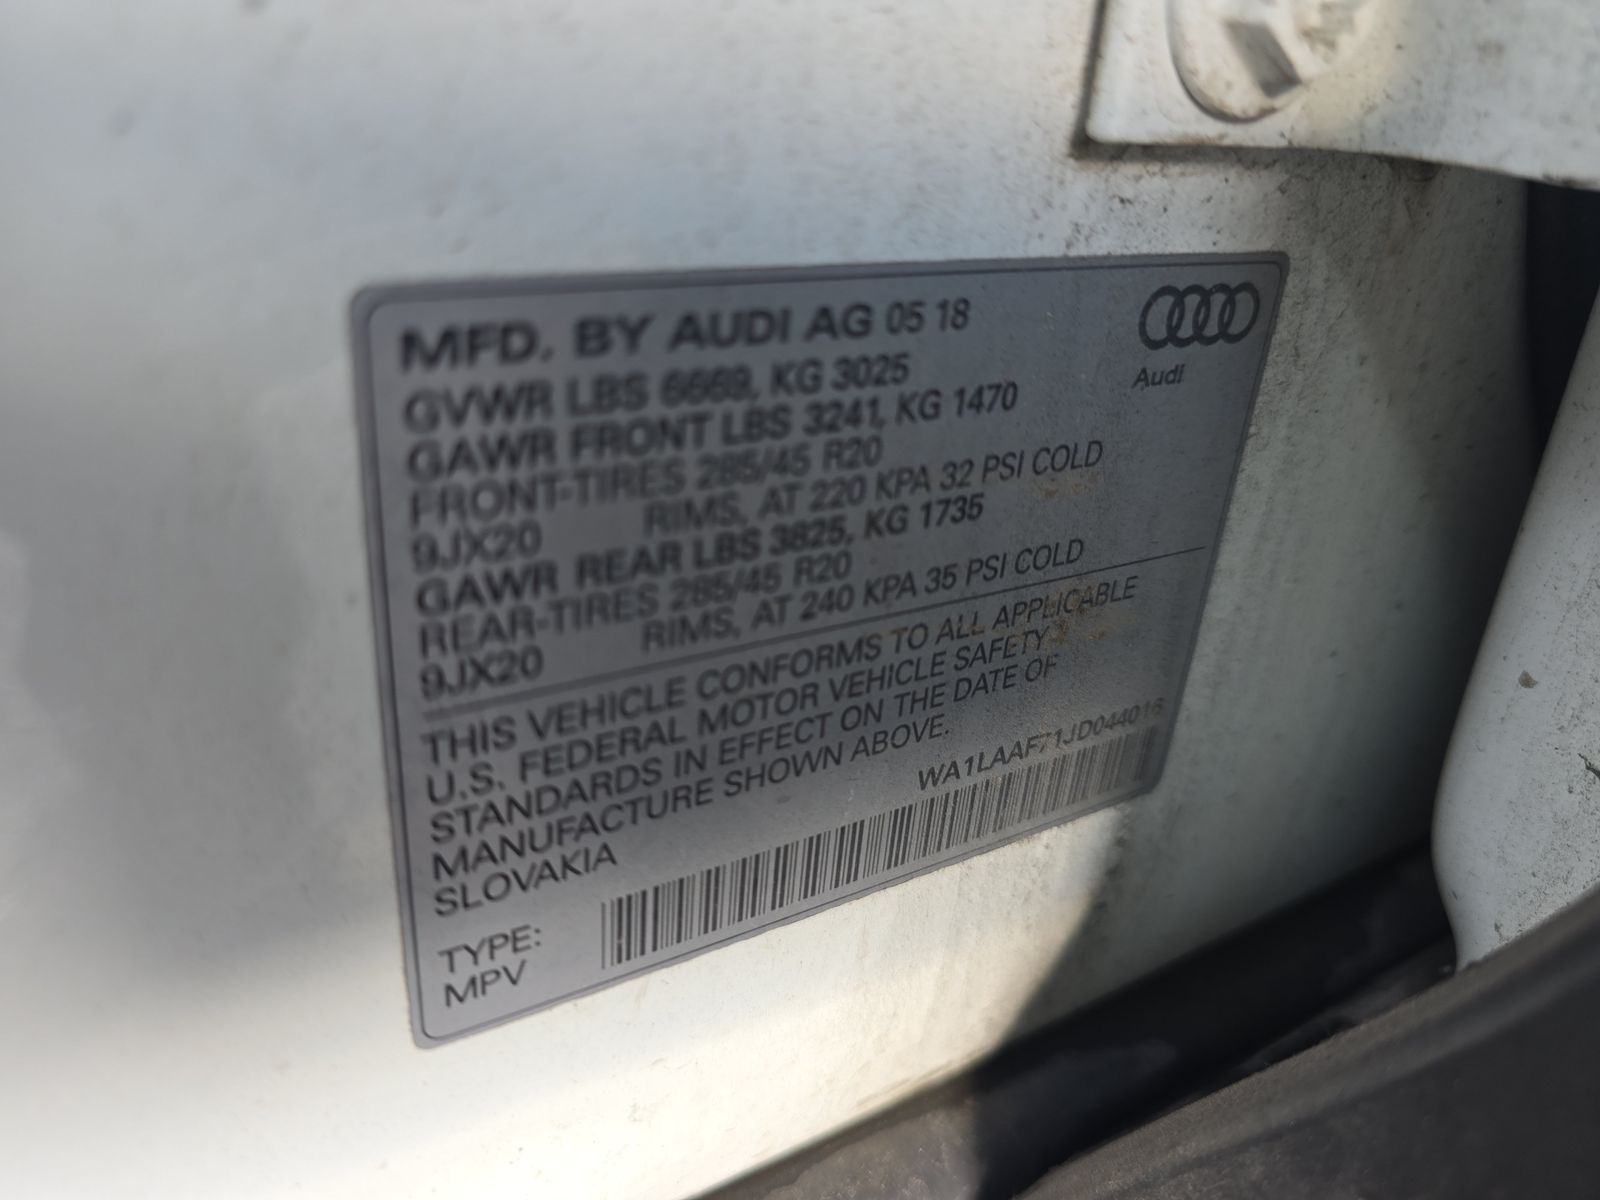 MFD. BY AUDI AG 05 18
Audi
GVWR LBS 6669, KG 3025
GAWR FRONT LBS 3241, KG 1470
FRONT-TIRES 285/45 R20
9JX20 RIMS, AT 220 KPA 32 PSI COLD
GAWR REAR LBS 3825, KG 1735
REAR-TIRES 285/45 R20
9JX20 RIMS, AT 240 KPA 35 PSI COLD
THIS VEHICLE CONFORMS TO ALL APPLICABLE
U.S. FEDERAL MOTOR VEHICLE SAFETY
STANDARDS IN EFFECT ON THE DATE OF
MANUFACTURE SHOWN ABOVE.
SLOVAKIA
WA1LAAF71JD044016
TYPE:
MPV